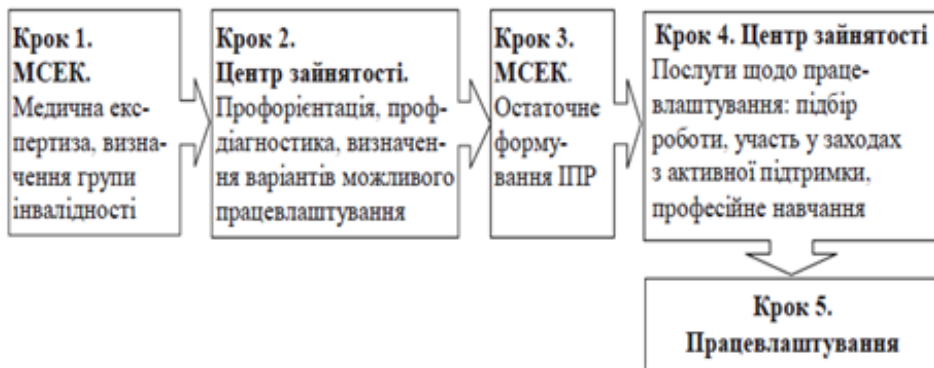 Крок 1.
МСЕК.
Медична екс-
пертиза, визна-
чення групи
інвалідності
Крок 2.
Центр зайнятості.
Профорієнтація, проф-
діагностика, визначен-
ня варіантів можливого
працевлаштування
Крок 3.
МСЕК.
Остаточне
форму-
вання ІПР
Крок 4. Центр зайнятості
Послуги щодо праце-
влаштування: підбір
роботи, участь у заходах
з активної підтримки,
професійне навчання
Крок 5.
Працевлаштування